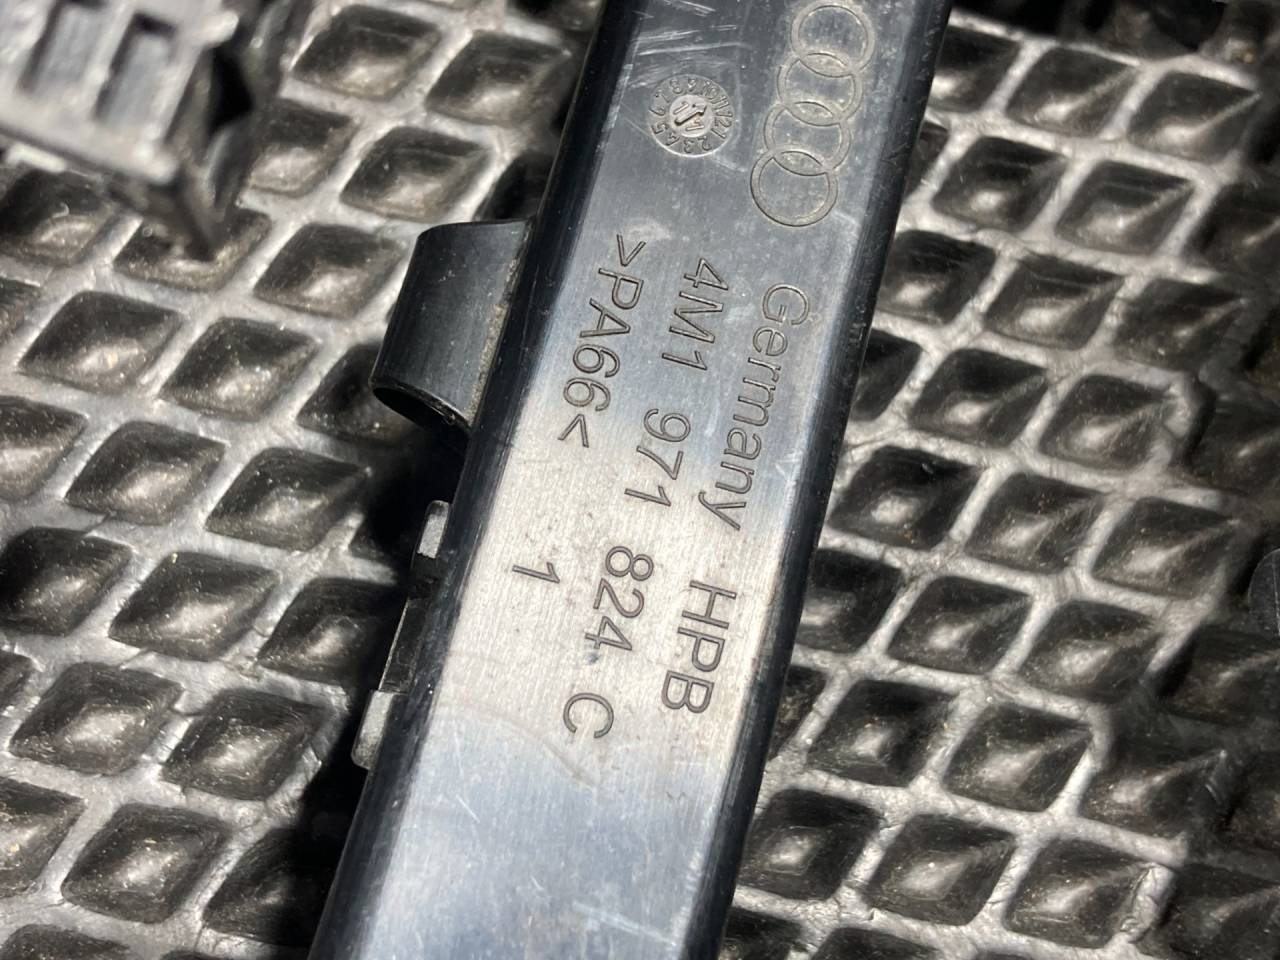 Germany HPB
4M1 971 824 C
>PA66< 1